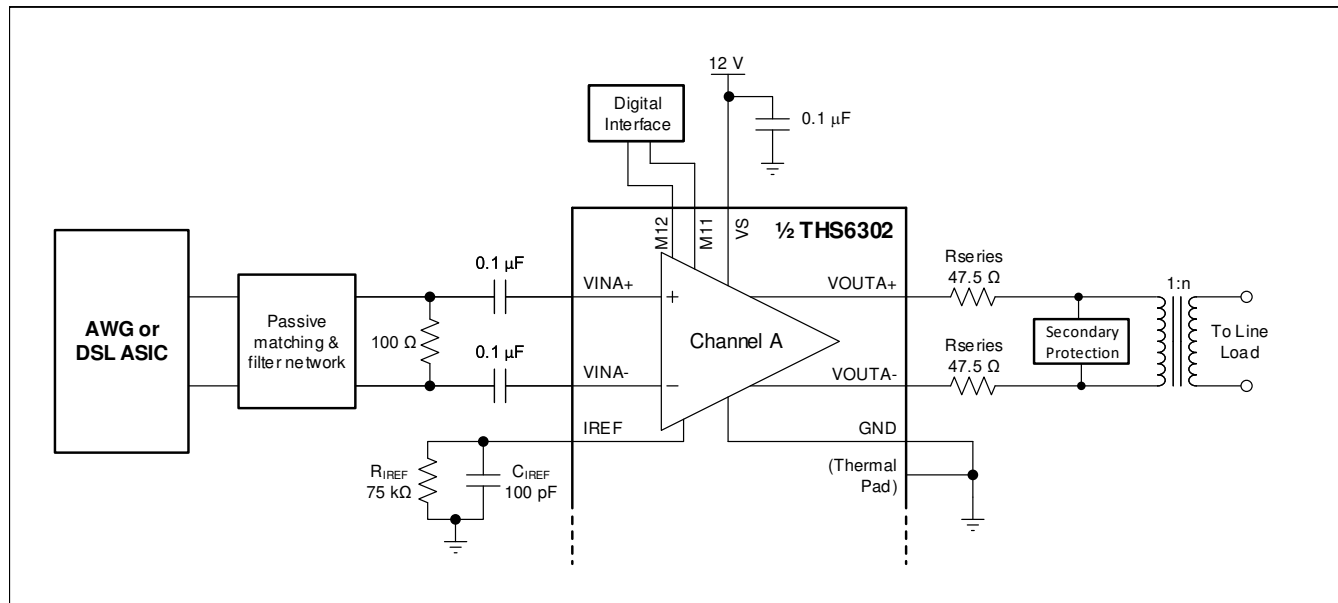 12 V
Digital
Interface
0.1 μF
M12
M11
VS
½ THS6302
AWG or
DSL ASIC
Passive
matching &
filter network
100 Ω
0.1 μF
0.1 μF
VINA+
VINA-
+
−
Channel A
VOUTA+
VOUTA-
Rseries
47.5 Ω
Rseries
47.5 Ω
Secondary
Protection
1:n
To Line
Load
IREF
GND
(Thermal
Pad)
RIREF
75 kΩ
CIREF
100 pF